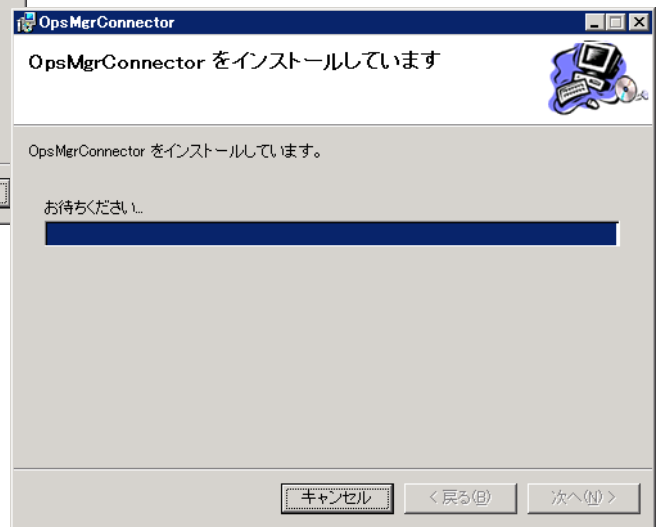 OpsMgrConnector
OpsMgrConnector をインストールしています
OpsMgrConnector をインストールしています。
お待ちください...
キャンセル
< 戻る(B)
次へ(N) >